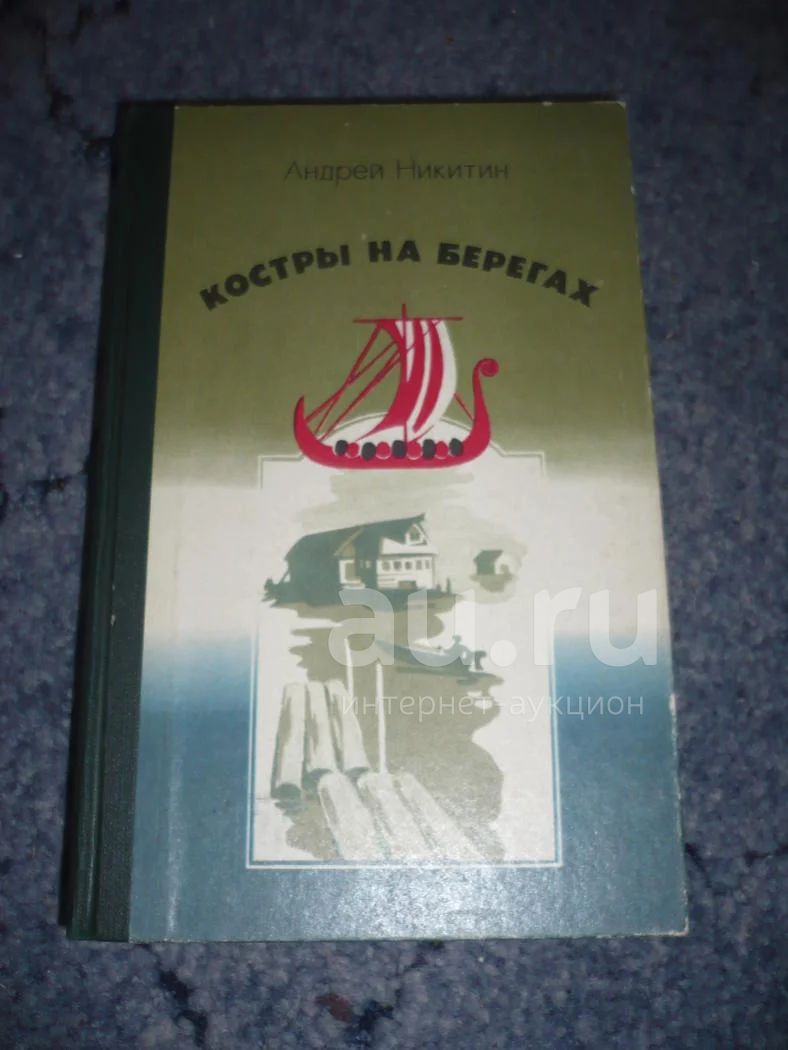 Андрей Никитин
КОСТРЫ НА БЕРЕГАХ
au.ru
интернет-аукцион